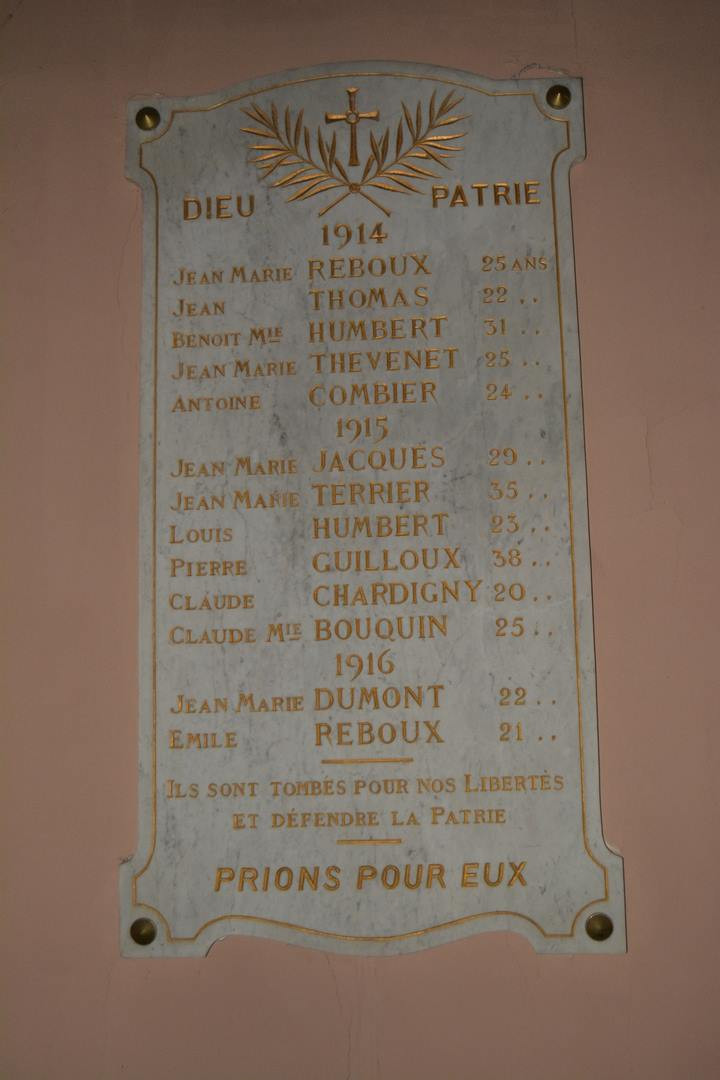 DIEU PATRIE
1914
JEAN MARIE REBOUX 25 ANS
JEAN THOMAS 22 ..
BENOIT MIE HUMBERT 31 ..
JEAN MARIE THEVENET 25 ..
ANTOINE COMBIER 24 ..
1915
JEAN MARIE JACQUES 29 ..
JEAN MARIE TERRIER 35 ..
LOUIS HUMBERT 23 ..
PIERRE GUILLOUX 38 ..
CLAUDE CHARDIGNY 20 ..
CLAUDE MIE BOUQUIN 25 ..
1916
JEAN MARIE DUMONT 22 ..
EMILE REBOUX 21 ..
ILS SONT TOMBÉS POUR NOS LIBERTÉS
ET DÉFENDRE LA PATRIE
PRIONS POUR EUX